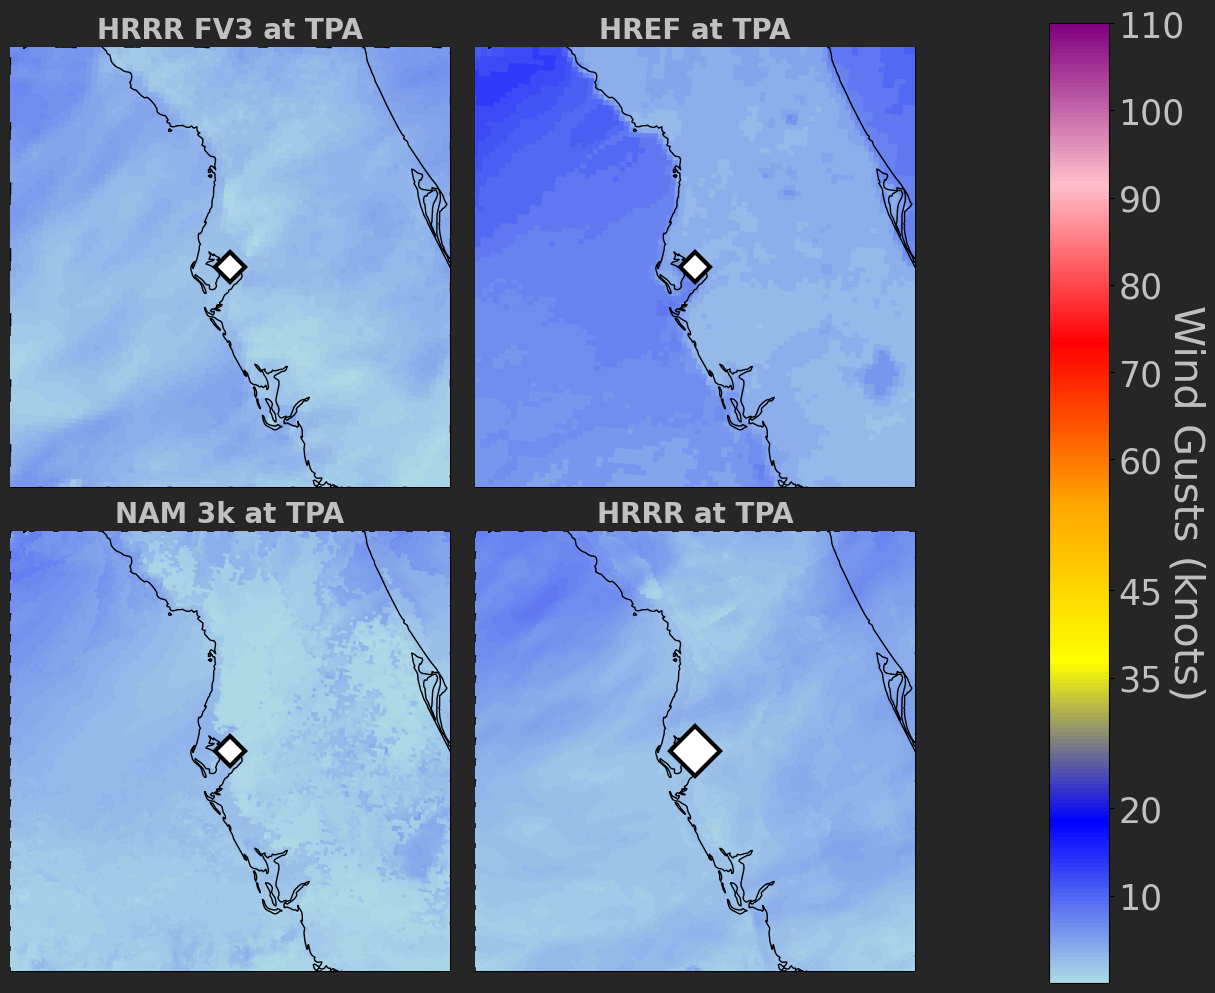 HRRR FV3 at TPA
HREF at TPA
NAM 3k at TPA
HRRR at TPA
110
100
90
80
70
60
45
35
20
10
Wind Gusts (knots)